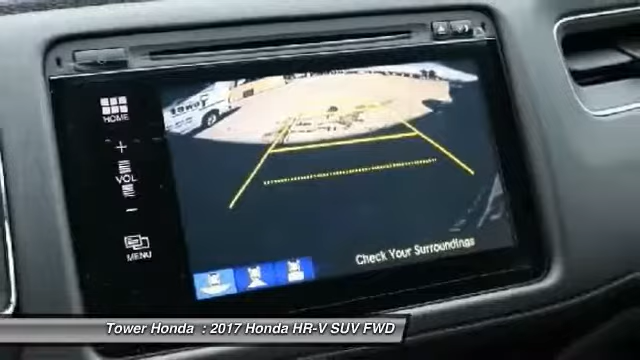 HOME
+
VOL
-
MENU
Check Your Surroundings
Tower Honda : 2017 Honda HR-V SUV FWD